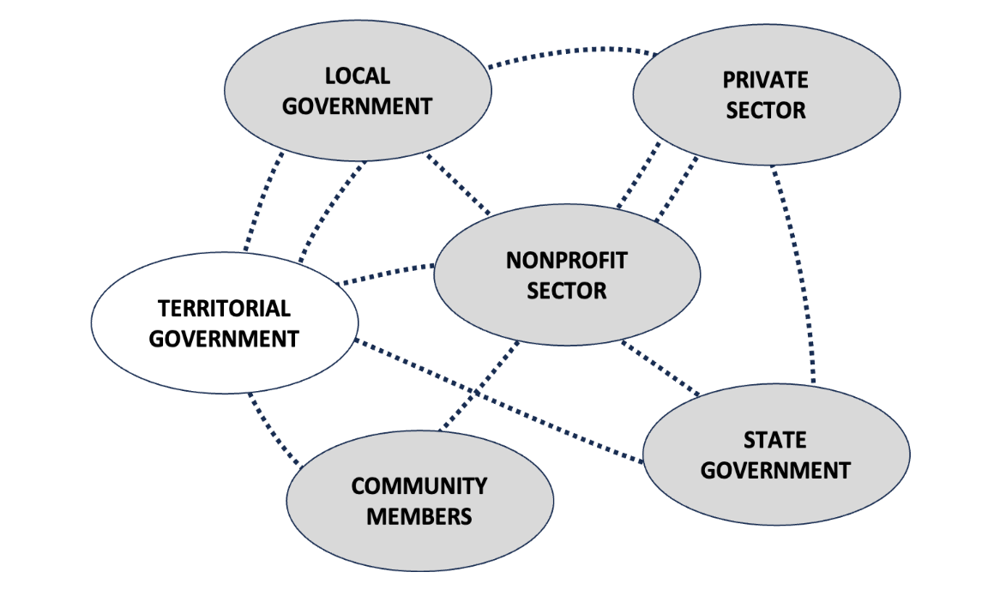 LOCAL
GOVERNMENT
PRIVATE
SECTOR
NONPROFIT
SECTOR
TERRITORIAL
GOVERNMENT
STATE
GOVERNMENT
COMMUNITY
MEMBERS